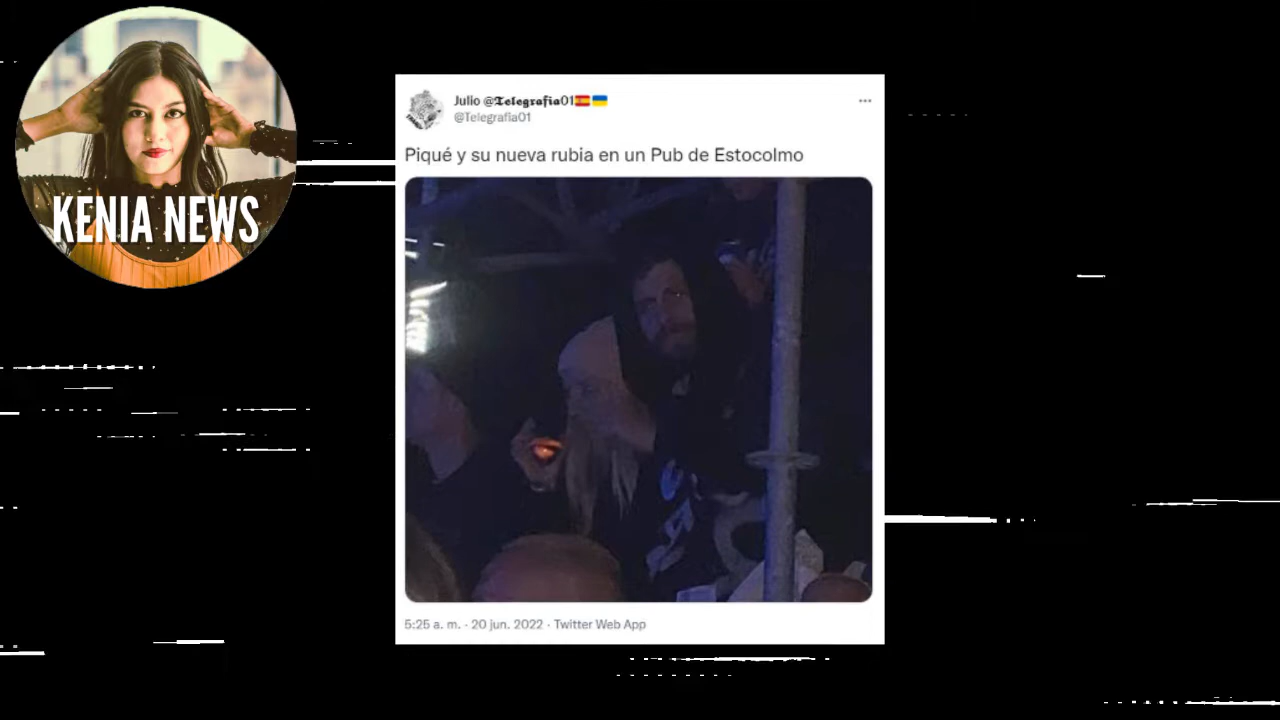 KENIA NEWS
Julio @𝕿𝖊𝖑𝖊𝖌𝖗𝖆𝖋𝖎𝖆01🇪🇸🇺🇦
@Telegrafla01
Piqué y su nueva rubia en un Pub de Estocolmo
5:25 a. m. · 20 jun. 2022 · Twitter Web App